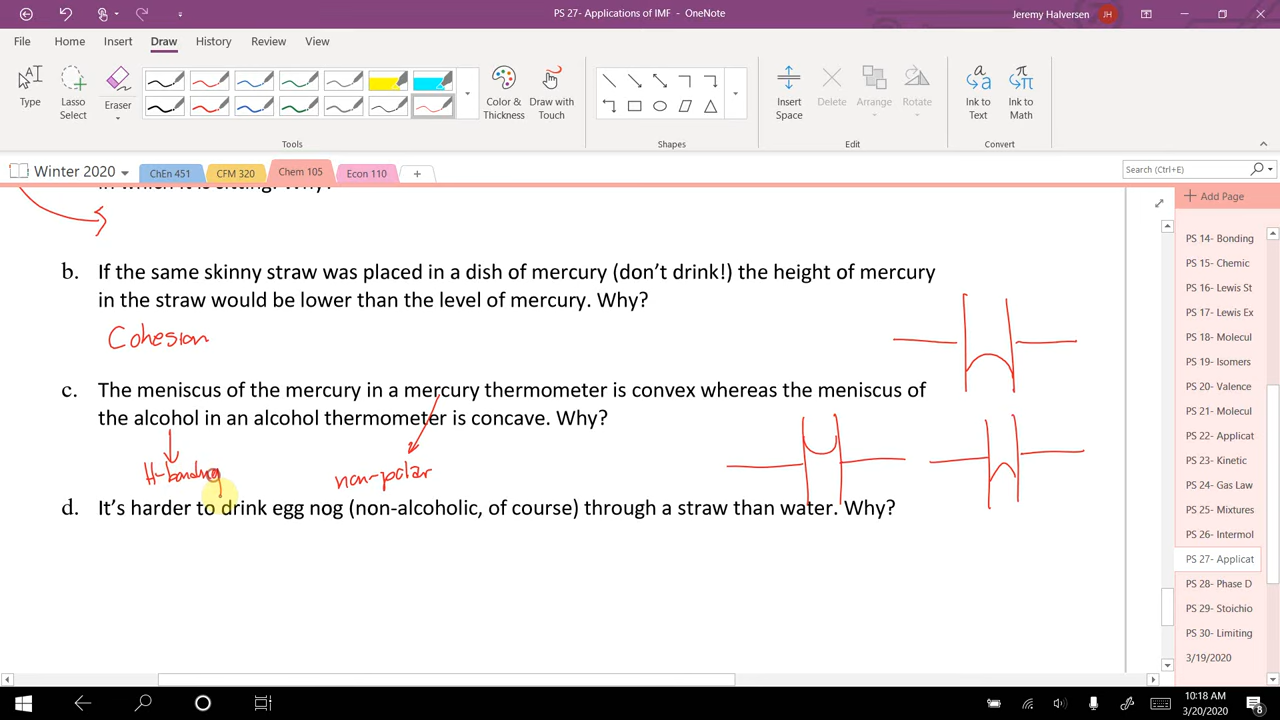 PS 27- Applications of IMF - OneNote
Jeremy Halversen
JH
File
Home
Insert
Draw
History
Review
View
Type
Lasso
Select
Eraser
Color &
Thickness
Draw with
Touch
Insert
Space
Delete
Arrange
Rotate
a
a
Ink to
Text
π
π
Ink to
Math
Tools
Shapes
Edit
Convert
Winter 2020
ChEn 451
CFM 320
Chem 105
Econ 110
Search (Ctrl+E)
in which it is sitting. Why?
b. If the same skinny straw was placed in a dish of mercury (don't drink!) the height of mercury
in the straw would be lower than the level of mercury. Why?
Cohesion
c. The meniscus of the mercury in a mercury thermometer is convex whereas the meniscus of
the alcohol in an alcohol thermometer is concave. Why?
H-bonding
non-polar
d. It's harder to drink egg nog (non-alcoholic, of course) through a straw than water. Why?
Add Page
PS 14- Bonding
PS 15- Chemic
PS 16- Lewis St
PS 17- Lewis Ex
PS 18- Molecul
PS 19- Isomers
PS 20- Valence
PS 21- Molecul
PS 22- Applicat
PS 23- Kinetic
PS 24- Gas Law
PS 25- Mixtures
PS 26- Intermol
PS 27- Applicat
PS 28- Phase D
PS 29- Stoichio
PS 30- Limiting
3/19/2020
10:18 AM
3/20/2020
8